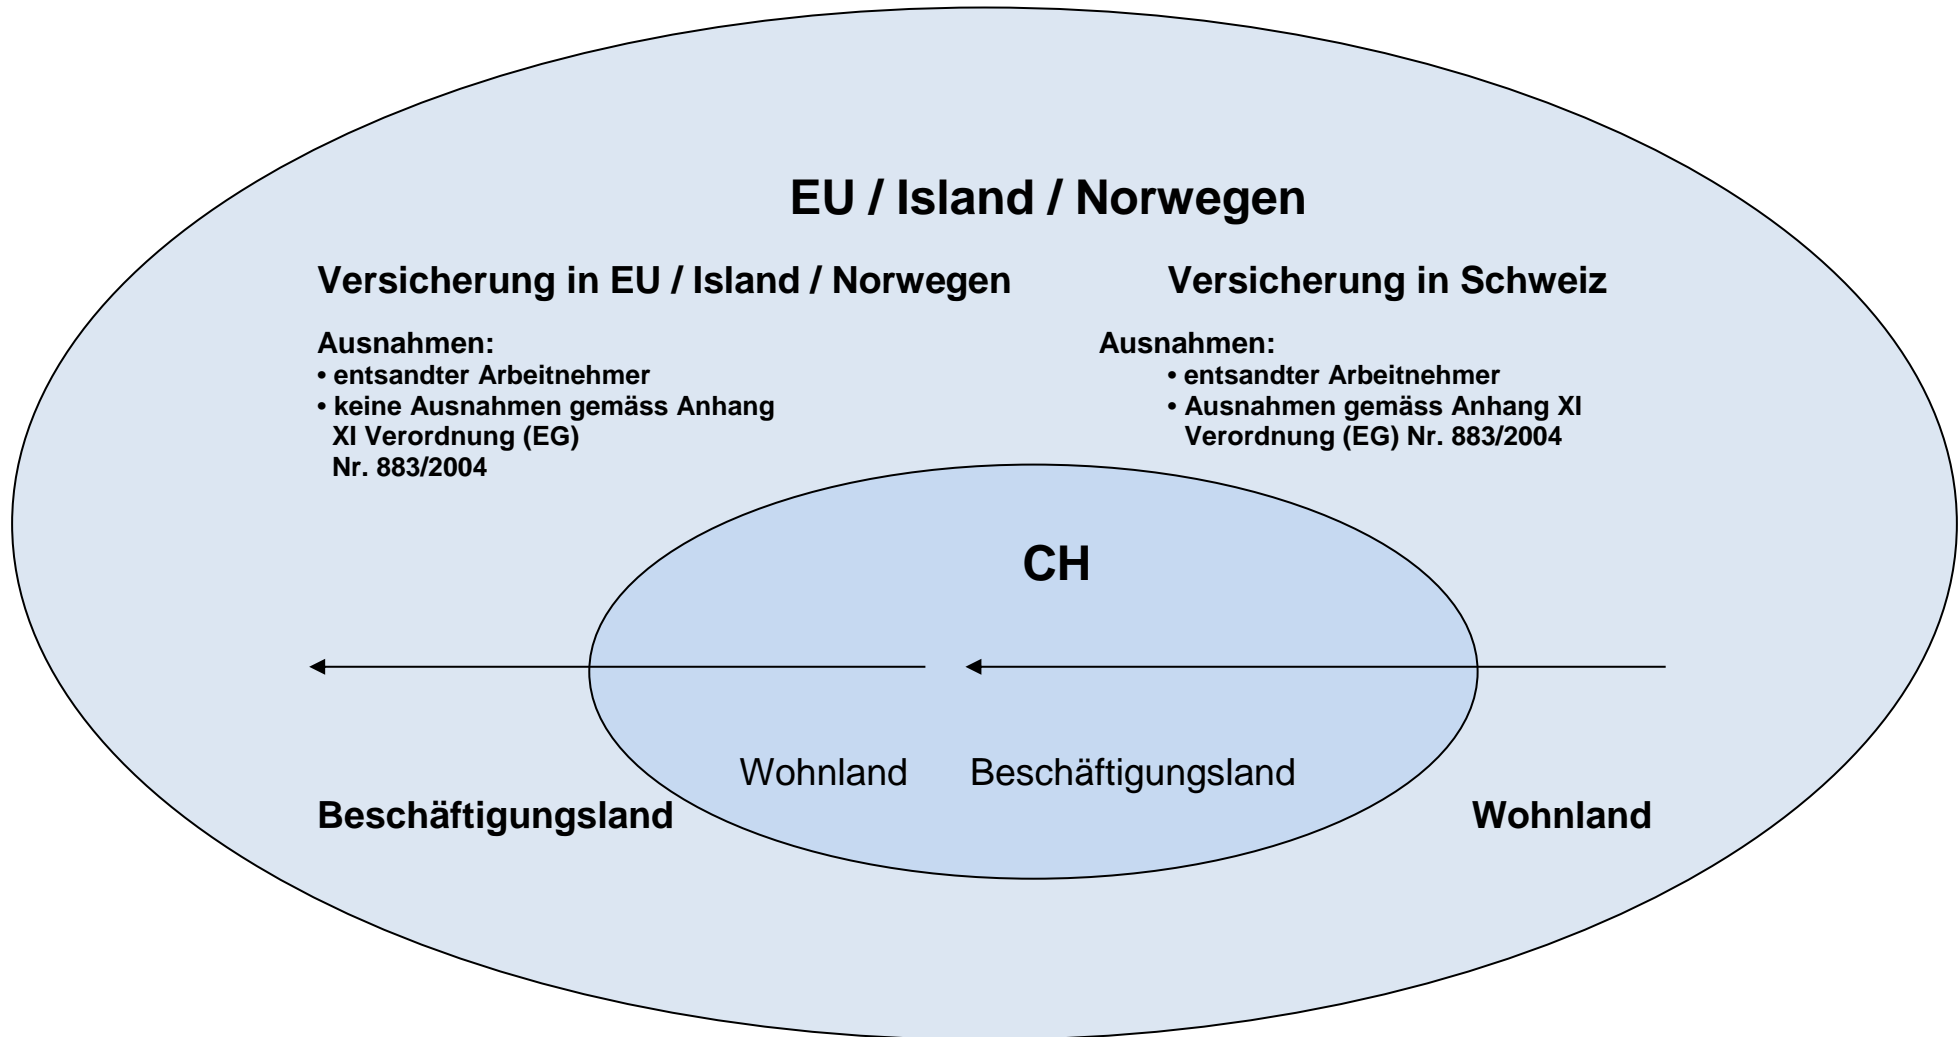 EU / Island / Norwegen
Versicherung in EU / Island / Norwegen
Ausnahmen:
• entsandter Arbeitnehmer
• keine Ausnahmen gemäss Anhang
XI Verordnung (EG)
Nr. 883/2004
Versicherung in Schweiz
Ausnahmen:
• entsandter Arbeitnehmer
• Ausnahmen gemäss Anhang XI
Verordnung (EG) Nr. 883/2004
CH
Wohnland
Beschäftigungsland
Beschäftigungsland
Wohnland